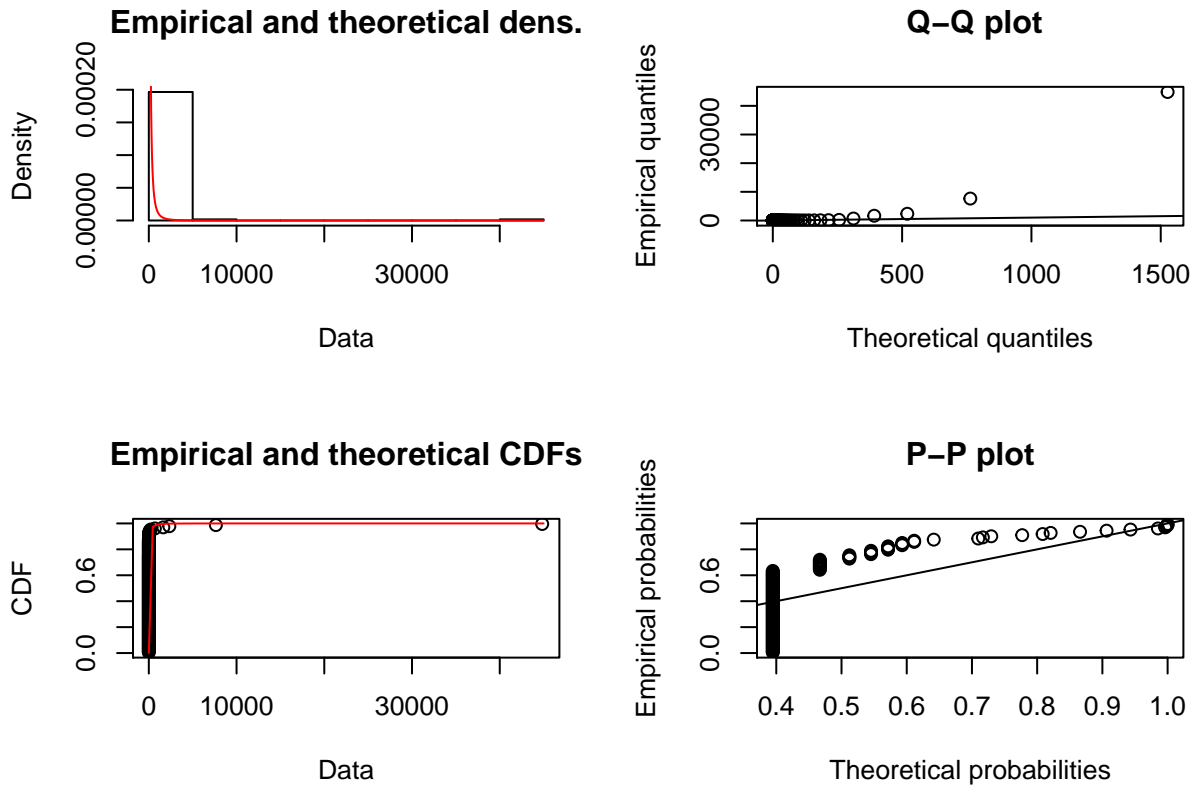 Empirical and theoretical dens.
Density
0.00000 0.00020
0 10000 30000
Data
Q−Q plot
Empirical quantiles
0 30000
0 500 1000 1500
Theoretical quantiles
Empirical and theoretical CDFs
CDF
0.0 0.6
0 10000 30000
Data
P−P plot
Empirical probabilities
0.0 0.6
0.4 0.5 0.6 0.7 0.8 0.9 1.0
Theoretical probabilities